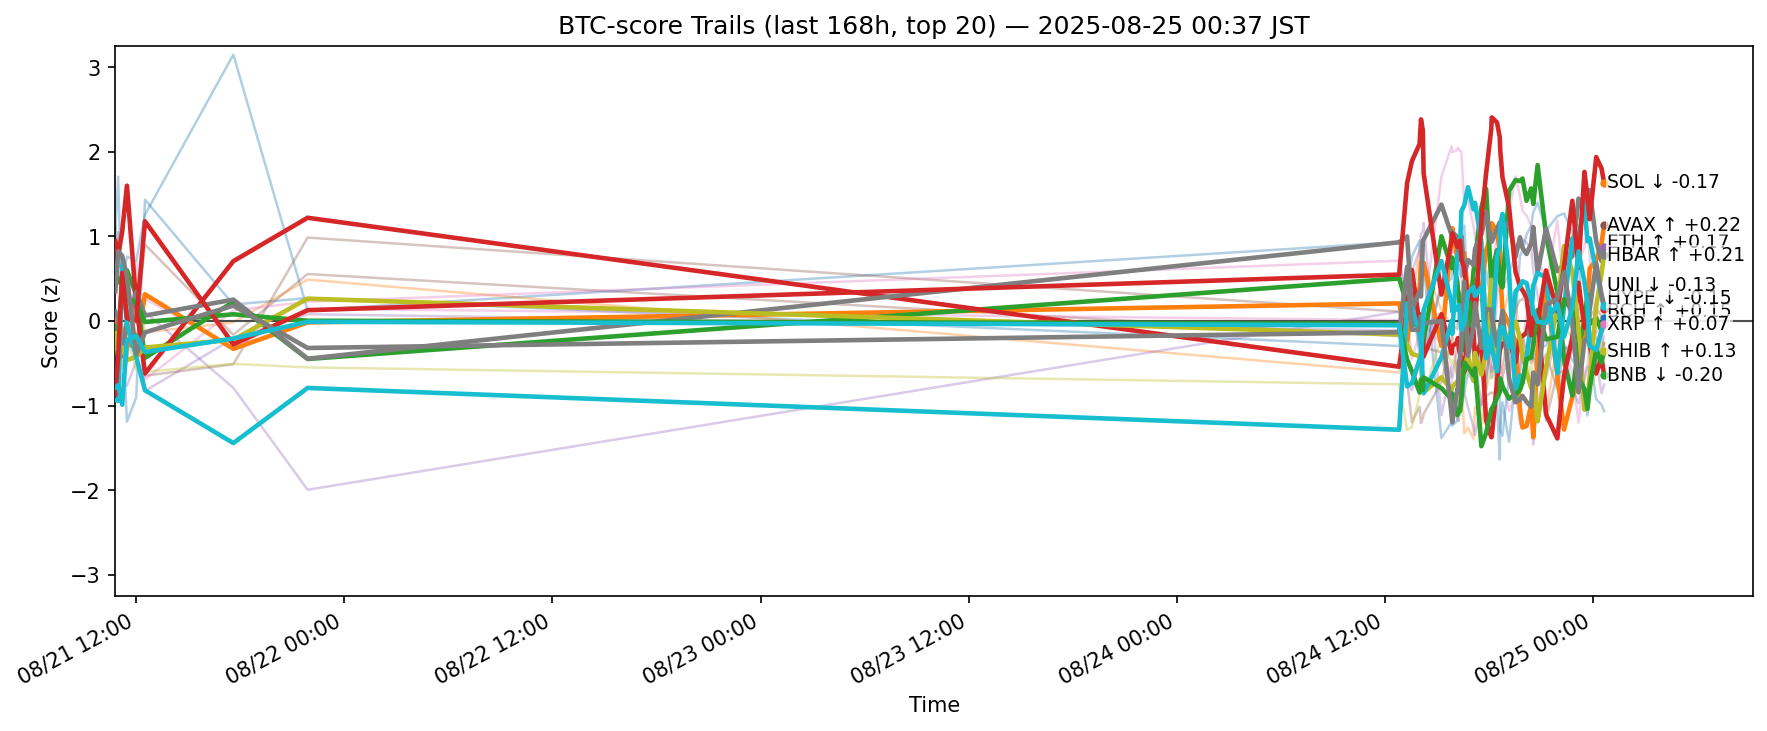 BTC-score Trails (last 168h, top 20) — 2025-08-25 00:37 JST
Score (z)
3
2
1
0
−1
−2
−3
SOL ↓ -0.17
AVAX ↑ +0.22
ETH ↑ +0.17
HBAR ↑ +0.21
UNI ↓ -0.13
HYPE ↓ -0.15
BCH ↑ +0.15
XRP ↑ +0.07
SHIB ↑ +0.13
BNB ↓ -0.20
08/21 12:00
08/22 00:00
08/22 12:00
08/23 00:00
08/23 12:00
08/24 00:00
08/24 12:00
08/25 00:00
Time